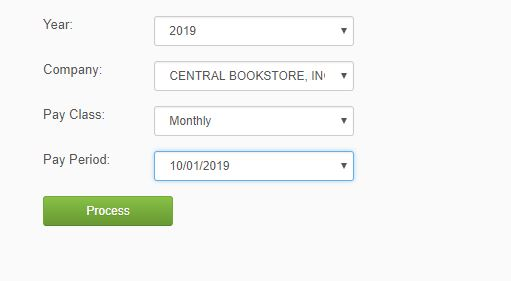 Year: 2019
Company: CENTRAL BOOKSTORE, IN
Pay Class: Monthly
Pay Period: 10/01/2019
Process